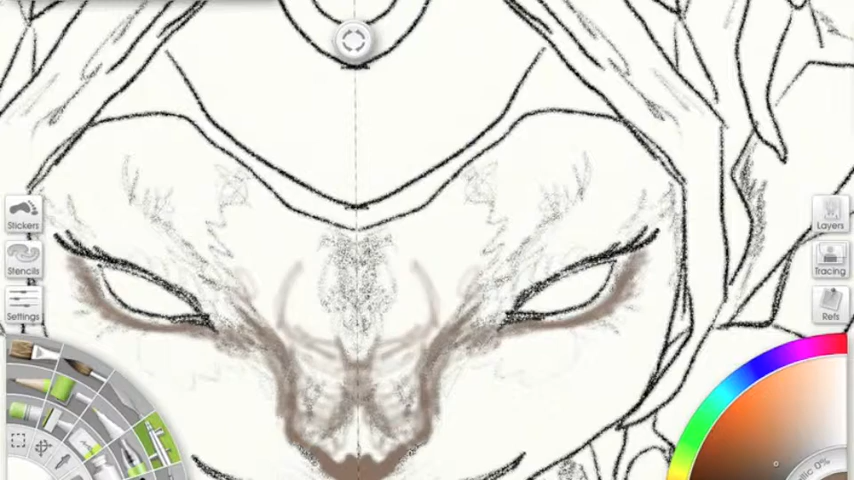 Stickers
Layers
Stencils
Tracing
Settings
Refs